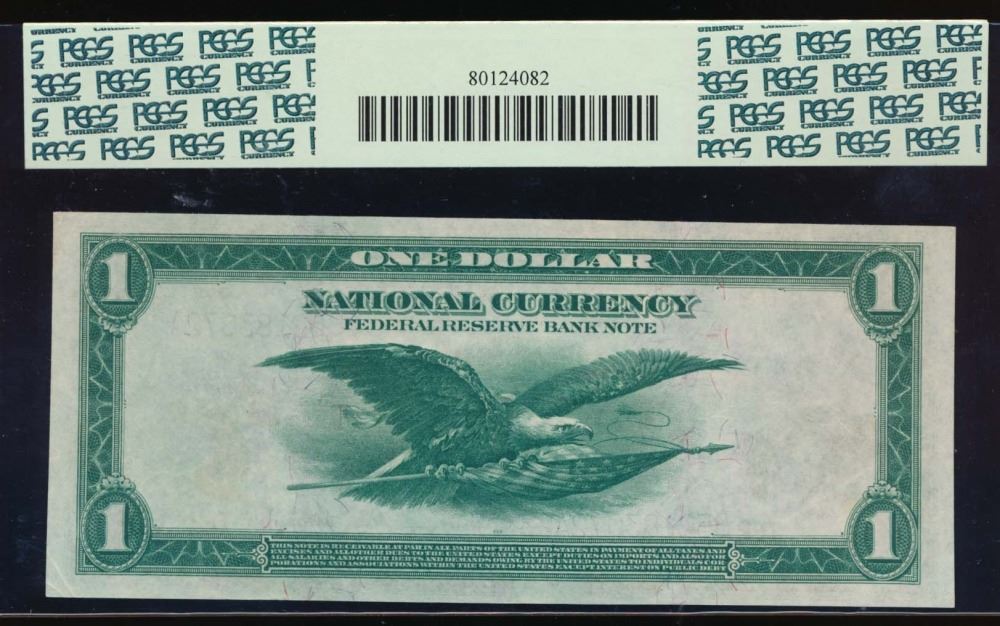 PCGS CURRENCY PCGS CURRENCY PCGS CURRENCY
80124082
1 ONE DOLLAR 1
NATIONAL CURRENCY
FEDERAL RESERVE BANK NOTE
1 1
THIS NOTE IS RECEIVABLE AT PAR IN ALL PARTS OF THE UNITED STATES IN PAYMENT OF ALL TAXES AND
EXCISES AND ALL OTHER DUES TO THE UNITED STATES EXCEPT DUTIES ON IMPORTS AND ALSO FOR
ALL SALARIES AND OTHER DEBTS AND DEMANDS OWING BY THE UNITED STATES TO INDIVIDUALS COR-
PORATIONS AND ASSOCIATIONS WITHIN THE UNITED STATES EXCEPT INTEREST ON PUBLIC DEBT